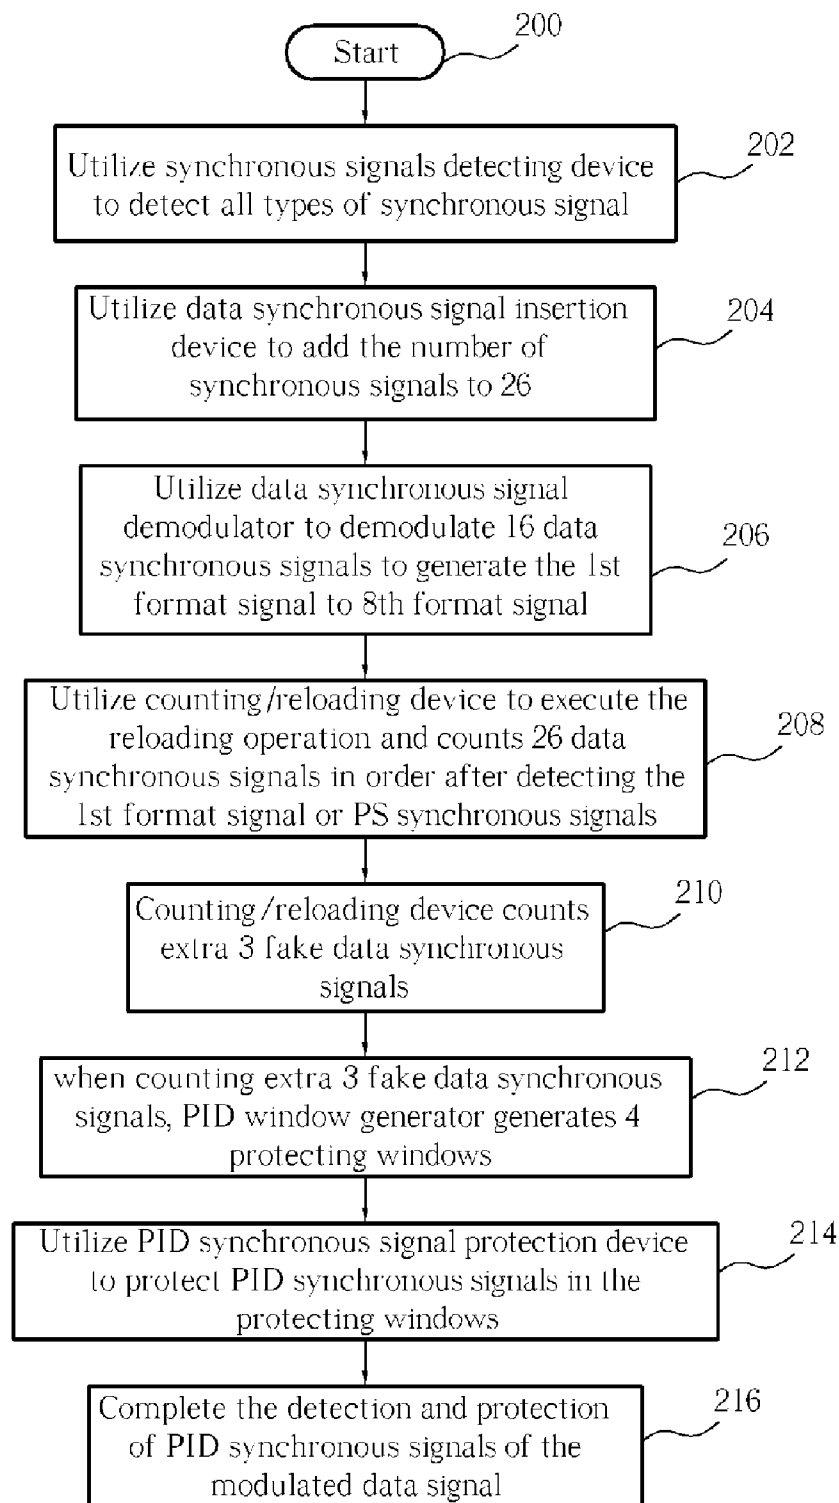 Start
200
Utilize synchronous signals detecting device
to detect all types of synchronous signal
202
Utilize data synchronous signal insertion
device to add the number of
synchronous signals to 26
204
Utilize data synchronous signal
demodulator to demodulate 16 data
synchronous signals to generate the 1st
format signal to 8th format signal
206
Utilize counting/reloading device to execute the
reloading operation and counts 26 data
synchronous signals in order after detecting the
1st format signal or PS synchronous signals
208
Counting/reloading device counts
extra 3 fake data synchronous
signals
210
when counting extra 3 fake data synchronous
signals, PID window generator generates 4
protecting windows
212
Utilize PID synchronous signal protection device
to protect PID synchronous signals in the
protecting windows
214
Complete the detection and protection
of PID synchronous signals of the
modulated data signal
216